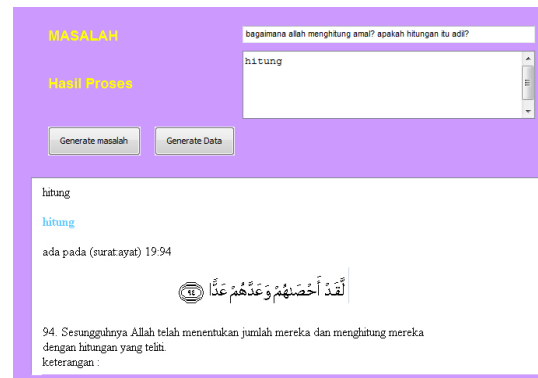 MASALAH
bagaimana allah menghitung amal? apakah hitungan itu adil?
Hasil Proses
hitung
Generate masalah
Generate Data
hitung
hitung
ada pada (surat:ayat) 19:94
لَّقَدْ أَحْصَىٰهُمْ وَعَدَّهُمْ عَدًّا ٩٤
94. Sesungguhnya Allah telah menentukan jumlah mereka dan menghitung mereka
dengan hitungan yang teliti.
keterangan :